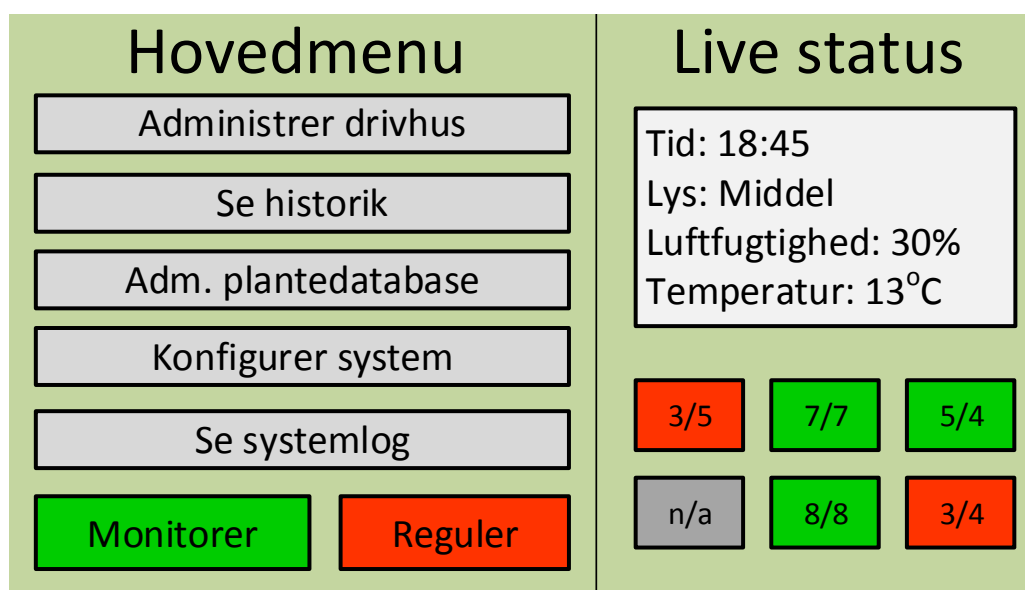 Hovedmenu
Administrer drivhus
Se historik
Adm. plantedatabase
Konfigurer system
Se systemlog
Monitorer
Reguler
Live status
Tid: 18:45
Lys: Middel
Luftfugtighed: 30%
Temperatur: 13°C
3/5
7/7
5/4
n/a
8/8
3/4